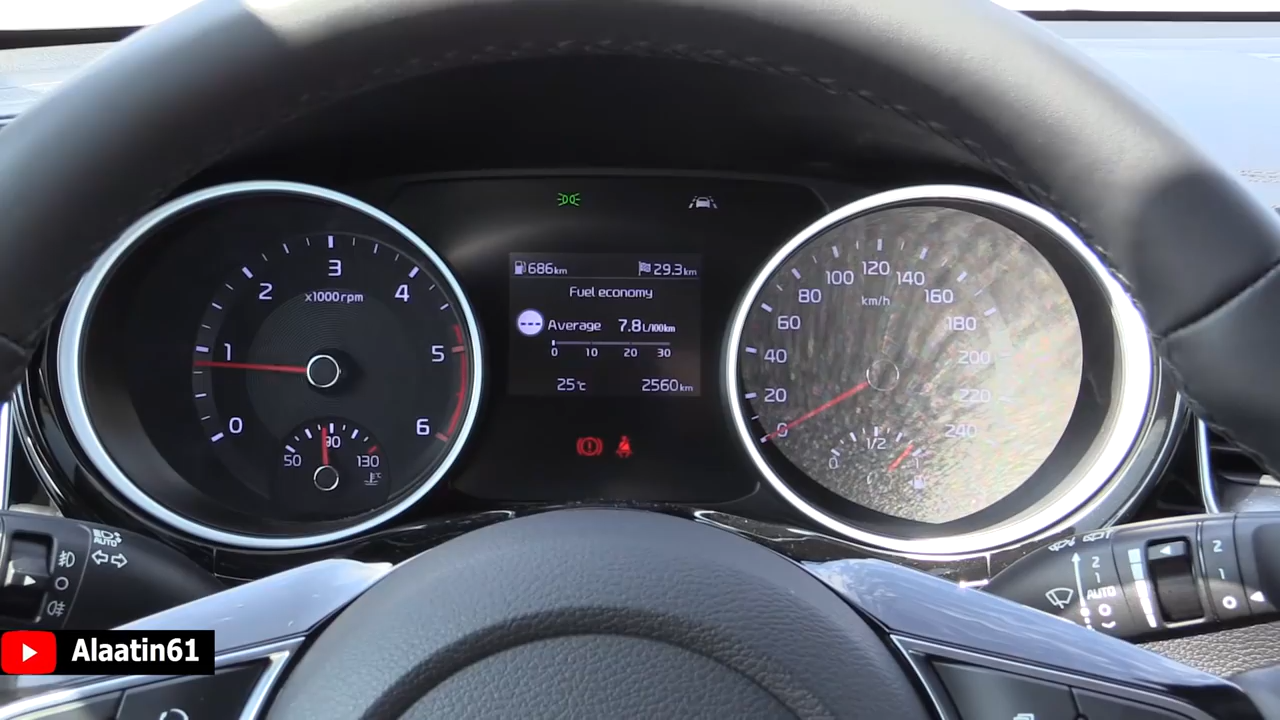 3
2
4
x1000rpm
1
5
0
6
50
90
130
°C
686km
29.3km
Fuel economy
Average 7.8L/100km
0 10 20 30
25°C
2560km
120
100
140
80
160
km/h
60
180
40
200
20
220
0
240
0
1/2
1
AUTO
2
1
AUTO
2
1
Alaatin61